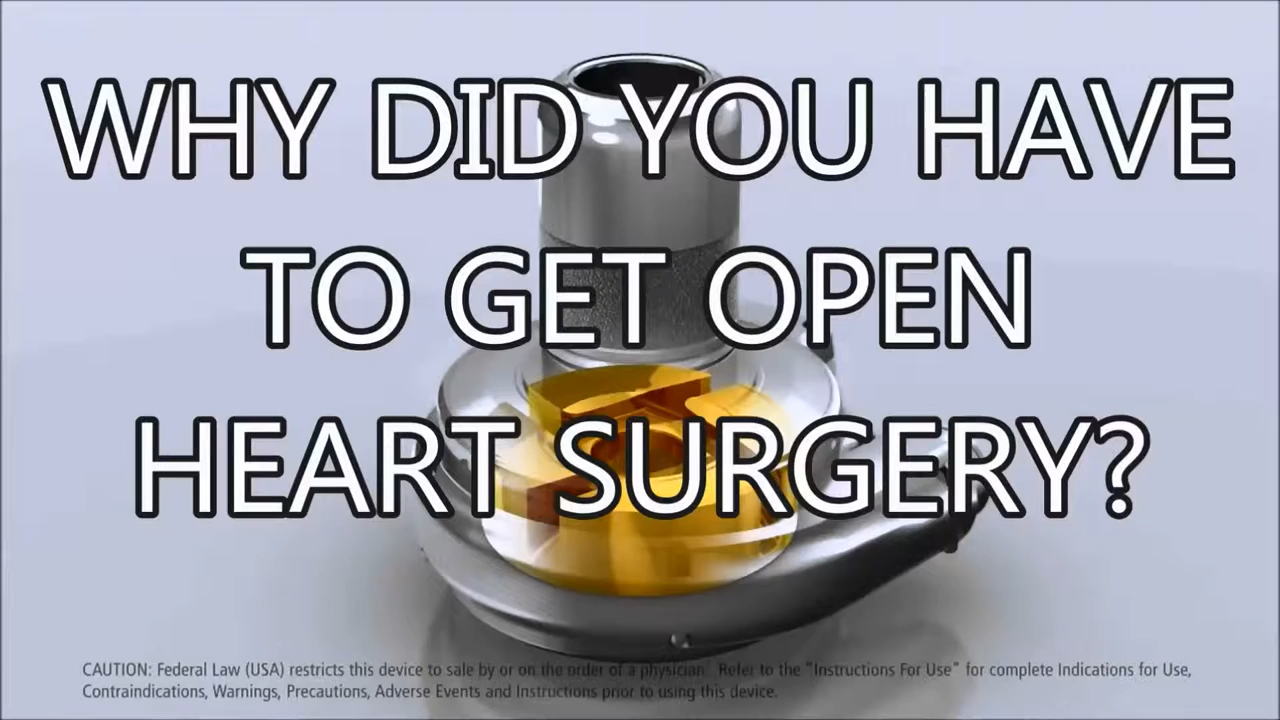 WHY DID YOU HAVE
TO GET OPEN
HEART SURGERY?
CAUTION: Federal Law (USA) restricts this device to sale by or on the order of a physician. Refer to the "Instructions For Use" for complete Indications for Use,
Contraindications, Warnings, Precautions, Adverse Events and Instructions prior to using this device.